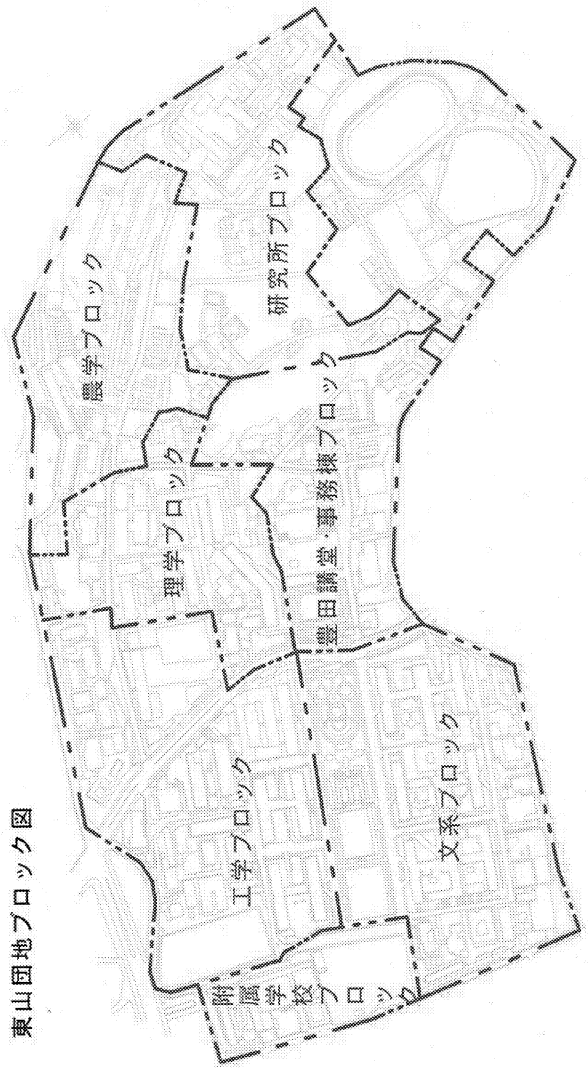 東山団地ブロック図
附属学校ブロック
工学ブロック
文系ブロック
理学ブロック
豊田講堂・事務棟ブロック
農学ブロック
研究所ブロック